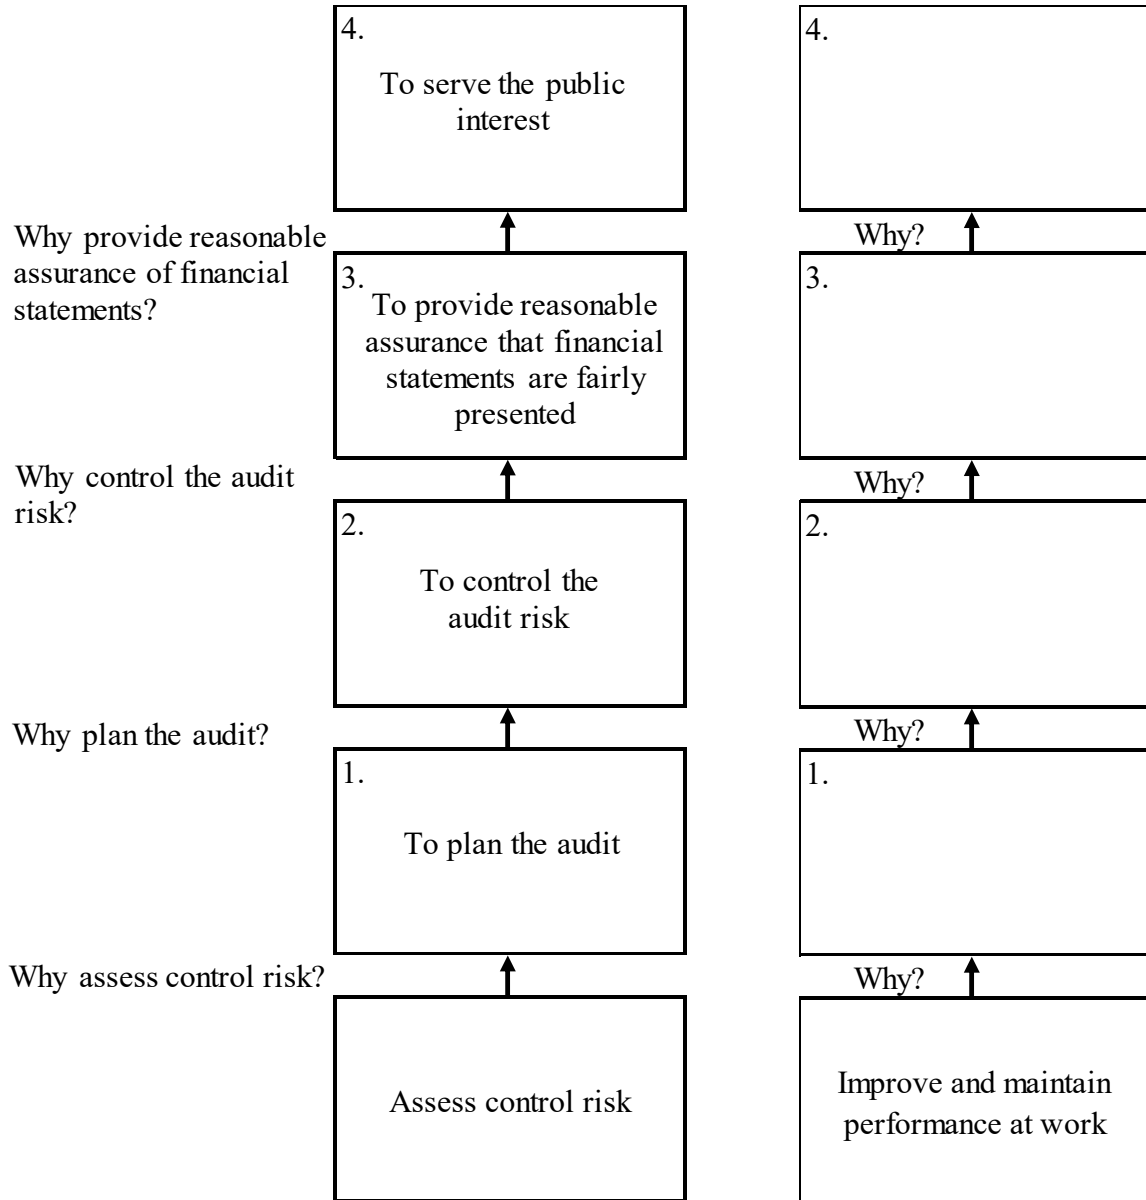 4.
To serve the public
interest
4.
Why provide reasonable
assurance of financial
statements?
Why?
3.
To provide reasonable
assurance that financial
statements are fairly
presented
3.
Why control the audit
risk?
Why?
2.
To control the
audit risk
2.
Why plan the audit?
Why?
1.
To plan the audit
1.
Why assess control risk?
Why?
Assess control risk
Improve and maintain
performance at work